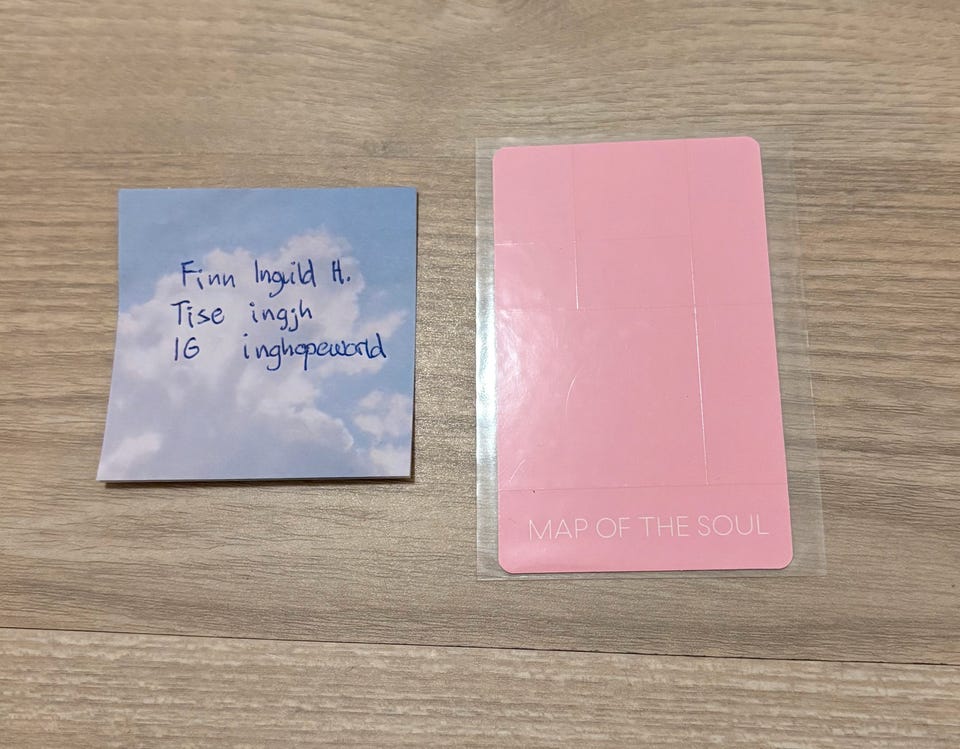 Finn Inguild H.
Tise ingjh
IG inghopeworld
MAP OF THE SOUL